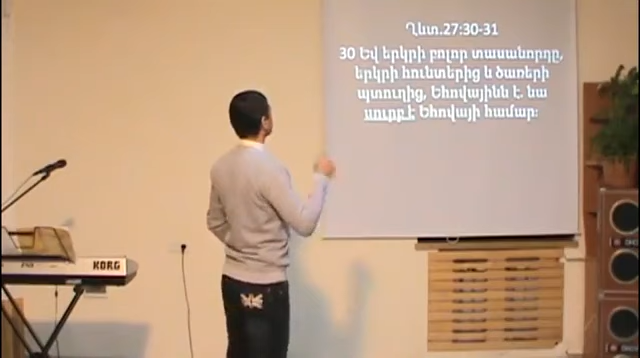 Ղևտ.27:30-31
30 Եվ երկրի բոլոր տասանորդը,
երկրի հունտերից և ծառերի
պտուղից, Եհովայինն է. նա
սուրբ է Եհովայի համար։
KORG